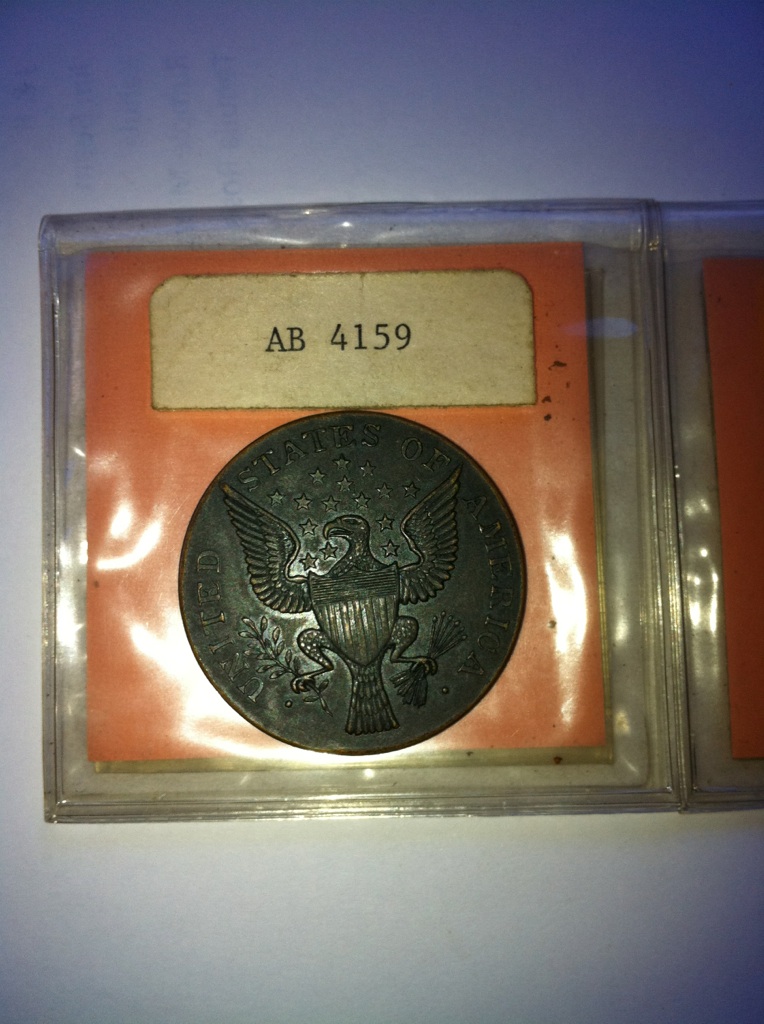 AB 4159
UNITED STATES OF AMERICA